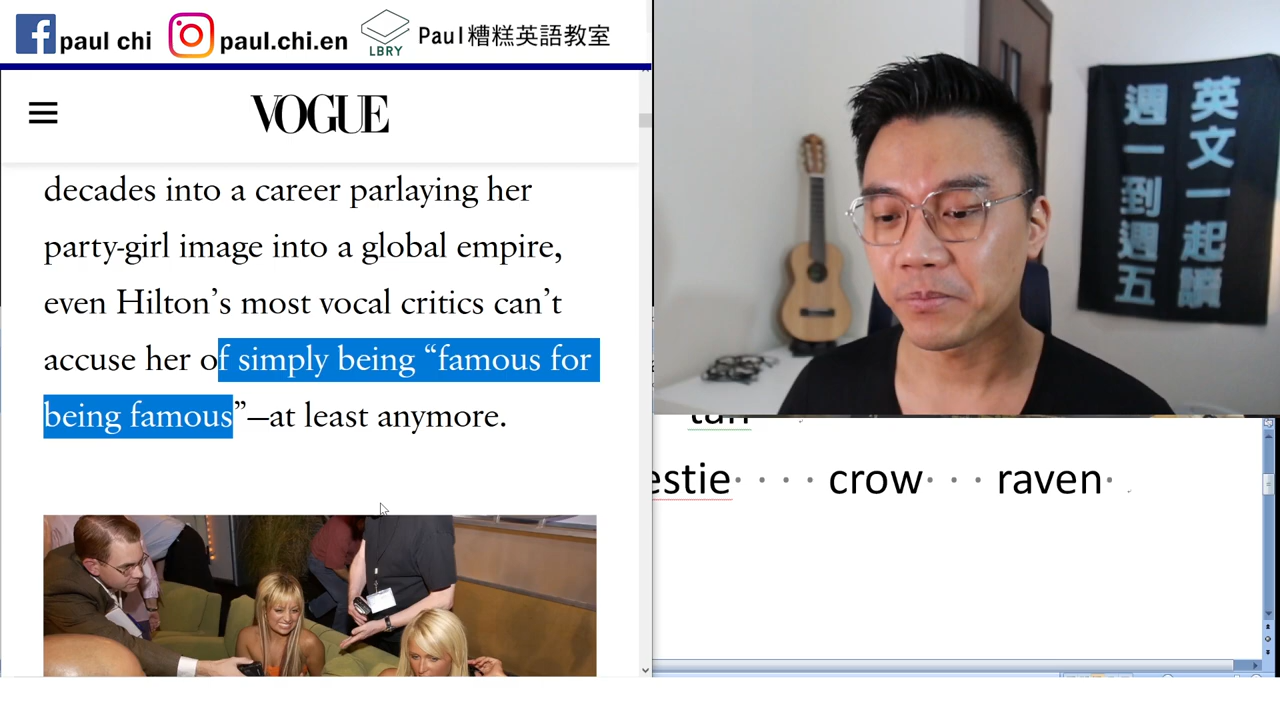 paul chi
paul.chi.en
LBRY
Paul糟糕英語教室
VOGUE
decades into a career parlaying her
party-girl image into a global empire,
even Hilton’s most vocal critics can’t
accuse her of simply being “famous for
being famous”—at least anymore.
英文一起讀
週一到週五
estie crow raven